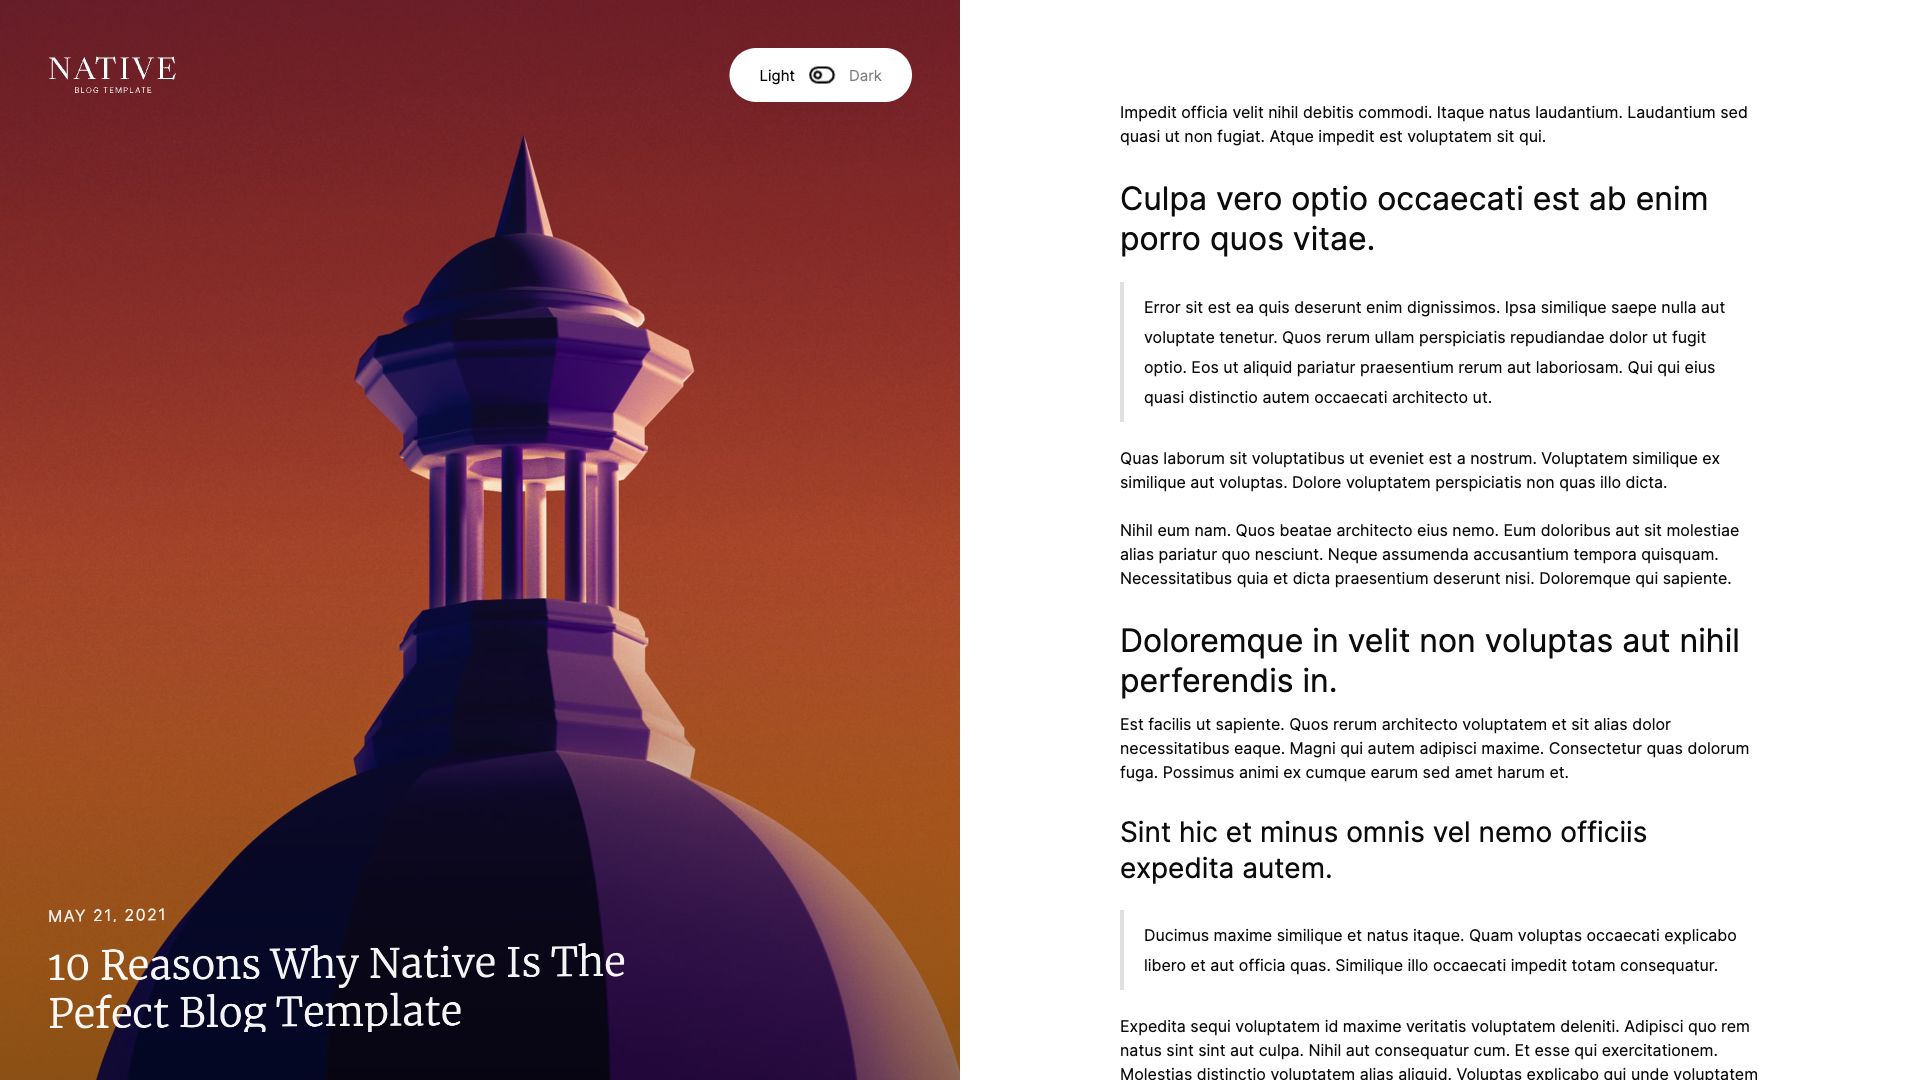 NATIVE
BLOG TEMPLATE
Light Dark
MAY 21, 2021
10 Reasons Why Native Is The
Pefect Blog Template
Impedit officia velit nihil debitis commodi. Itaque natus laudantium. Laudantium sed
quasi ut non fugiat. Atque impedit est voluptatem sit qui.
Culpa vero optio occaecati est ab enim
porro quos vitae.
Error sit est ea quis deserunt enim dignissimos. Ipsa similique saepe nulla aut
voluptate tenetur. Quos rerum ullam perspiciatis repudiandae dolor ut fugit
optio. Eos ut aliquid pariatur praesentium rerum aut laboriosam. Qui qui eius
quasi distinctio autem occaecati architecto ut.
Quas laborum sit voluptatibus ut eveniet est a nostrum. Voluptatem similique ex
similique aut voluptas. Dolore voluptatem perspiciatis non quas illo dicta.
Nihil eum nam. Quos beatae architecto eius nemo. Eum doloribus aut sit molestiae
alias pariatur quo nesciunt. Neque assumenda accusantium tempora quisquam.
Necessitatibus quia et dicta praesentium deserunt nisi. Doloremque qui sapiente.
Doloremque in velit non voluptas aut nihil
perferendis in.
Est facilis ut sapiente. Quos rerum architecto voluptatem et sit alias dolor
necessitatibus eaque. Magni qui autem adipisci maxime. Consectetur quas dolorum
fuga. Possimus animi ex cumque earum sed amet harum et.
Sint hic et minus omnis vel nemo officiis
expedita autem.
Ducimus maxime similique et natus itaque. Quam voluptas occaecati explicabo
libero et aut officia quas. Similique illo occaecati impedit totam consequatur.
Expedita sequi voluptatem id maxime veritatis voluptatem deleniti. Adipisci quo rem
natus sint sint aut culpa. Nihil aut consequatur cum. Et esse qui exercitationem.
Molestias distinctio voluptatem alias aliquid. Voluptas explicabo qui unde voluptatem